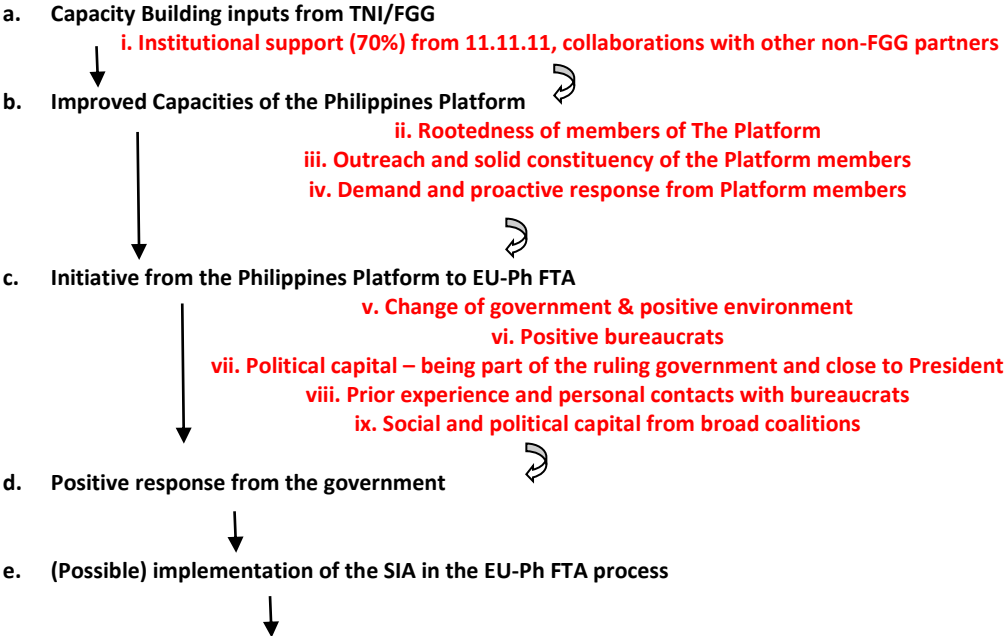 a. Capacity Building inputs from TNI/FGG
i. Institutional support (70%) from 11.11.11, collaborations with other non-FGG partners
b. Improved Capacities of the Philippines Platform
ii. Rootedness of members of The Platform
iii. Outreach and solid constituency of the Platform members
iv. Demand and proactive response from Platform members
c. Initiative from the Philippines Platform to EU-Ph FTA
v. Change of government & positive environment
vi. Positive bureaucrats
vii. Political capital – being part of the ruling government and close to President
viii. Prior experience and personal contacts with bureaucrats
ix. Social and political capital from broad coalitions
d. Positive response from the government
e. (Possible) implementation of the SIA in the EU-Ph FTA process